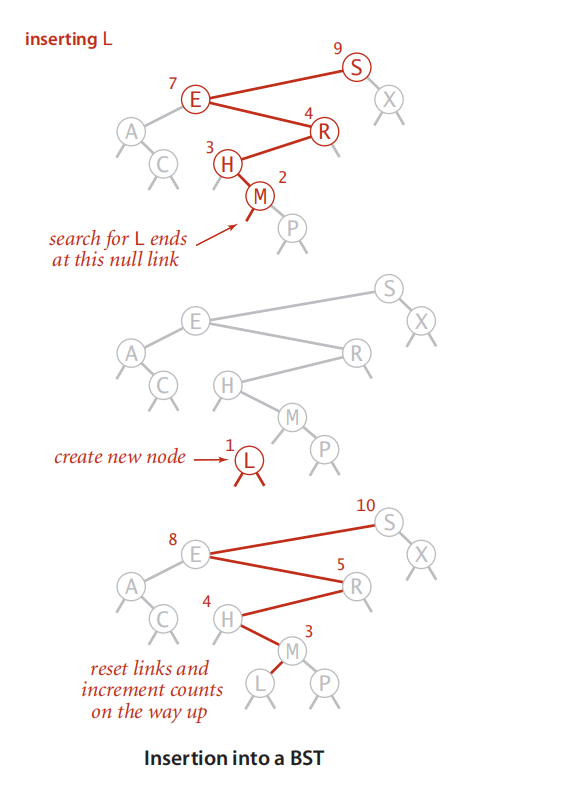 inserting L
9
S
7
E
X
4
A
R
3
C
H
2
M
P
search for L ends
at this null link
S
E
X
A
R
C
H
M
P
1
create new node
L
10
S
8
E
X
5
A
R
4
C
H
3
M
reset links and
L
P
increment counts
on the way up
Insertion into a BST